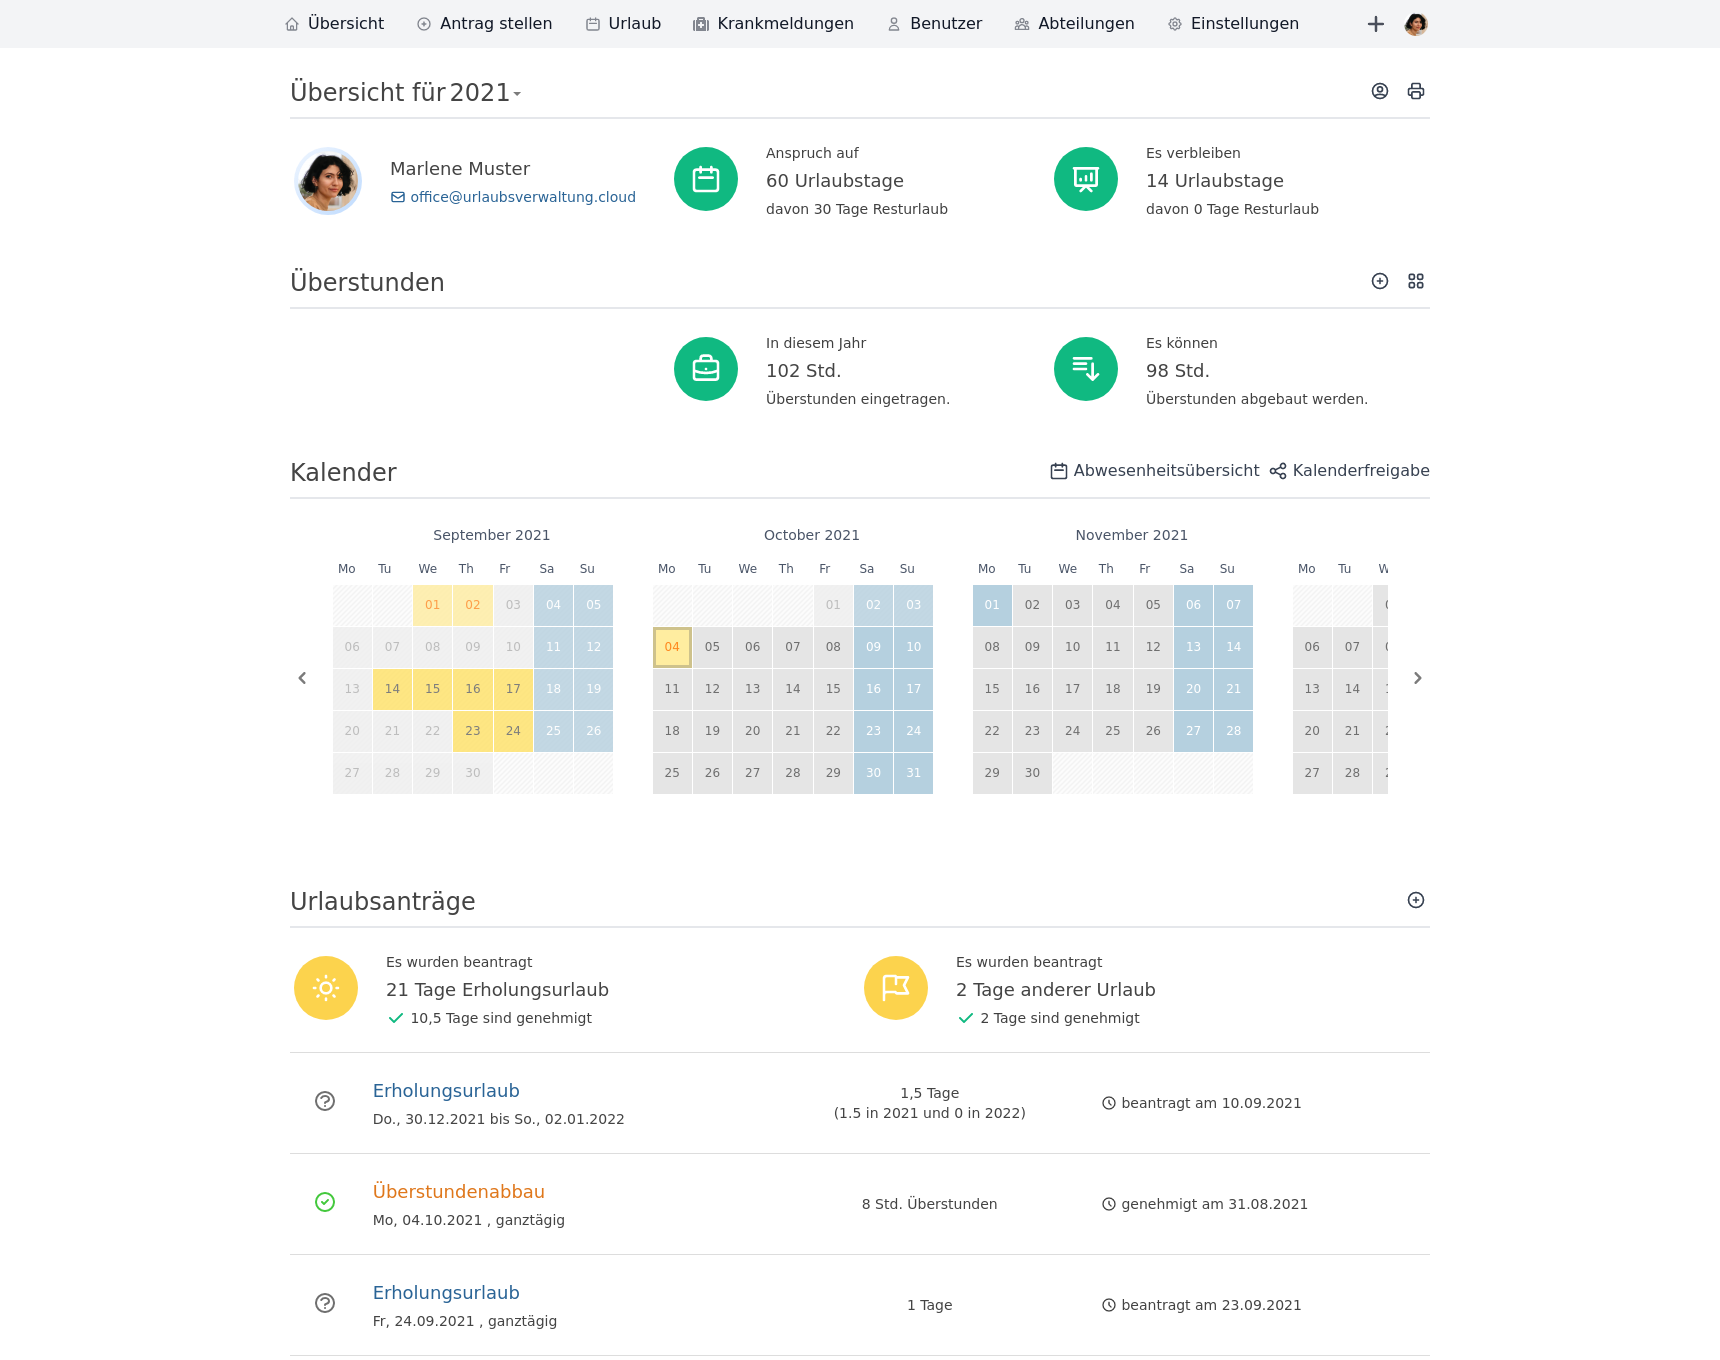 Übersicht Antrag stellen Urlaub Krankmeldungen Benutzer Abteilungen Einstellungen
Übersicht für 2021
Marlene Muster
office@urlaubsverwaltung.cloud
Anspruch auf
60 Urlaubstage
davon 30 Tage Resturlaub
Es verbleiben
14 Urlaubstage
davon 0 Tage Resturlaub
Überstunden
In diesem Jahr
102 Std.
Überstunden eingetragen.
Es können
98 Std.
Überstunden abgebaut werden.
Kalender
Abwesenheitsübersicht Kalenderfreigabe
September 2021
Mo Tu We Th Fr Sa Su
01 02 03 04 05
06 07 08 09 10 11 12
13 14 15 16 17 18 19
20 21 22 23 24 25 26
27 28 29 30
October 2021
Mo Tu We Th Fr Sa Su
01 02 03
04 05 06 07 08 09 10
11 12 13 14 15 16 17
18 19 20 21 22 23 24
25 26 27 28 29 30 31
November 2021
Mo Tu We Th Fr Sa Su
01 02 03 04 05 06 07
08 09 10 11 12 13 14
15 16 17 18 19 20 21
22 23 24 25 26 27 28
29 30
Mo Tu
06 07
13 14
20 21
27 28
Urlaubsanträge
Es wurden beantragt
21 Tage Erholungsurlaub
10,5 Tage sind genehmigt
Es wurden beantragt
2 Tage anderer Urlaub
2 Tage sind genehmigt
Erholungsurlaub
Do., 30.12.2021 bis So., 02.01.2022
1,5 Tage
(1.5 in 2021 und 0 in 2022)
beantragt am 10.09.2021
Überstundenabbau
Mo, 04.10.2021 , ganztägig
8 Std. Überstunden
genehmigt am 31.08.2021
Erholungsurlaub
Fr, 24.09.2021 , ganztägig
1 Tage
beantragt am 23.09.2021